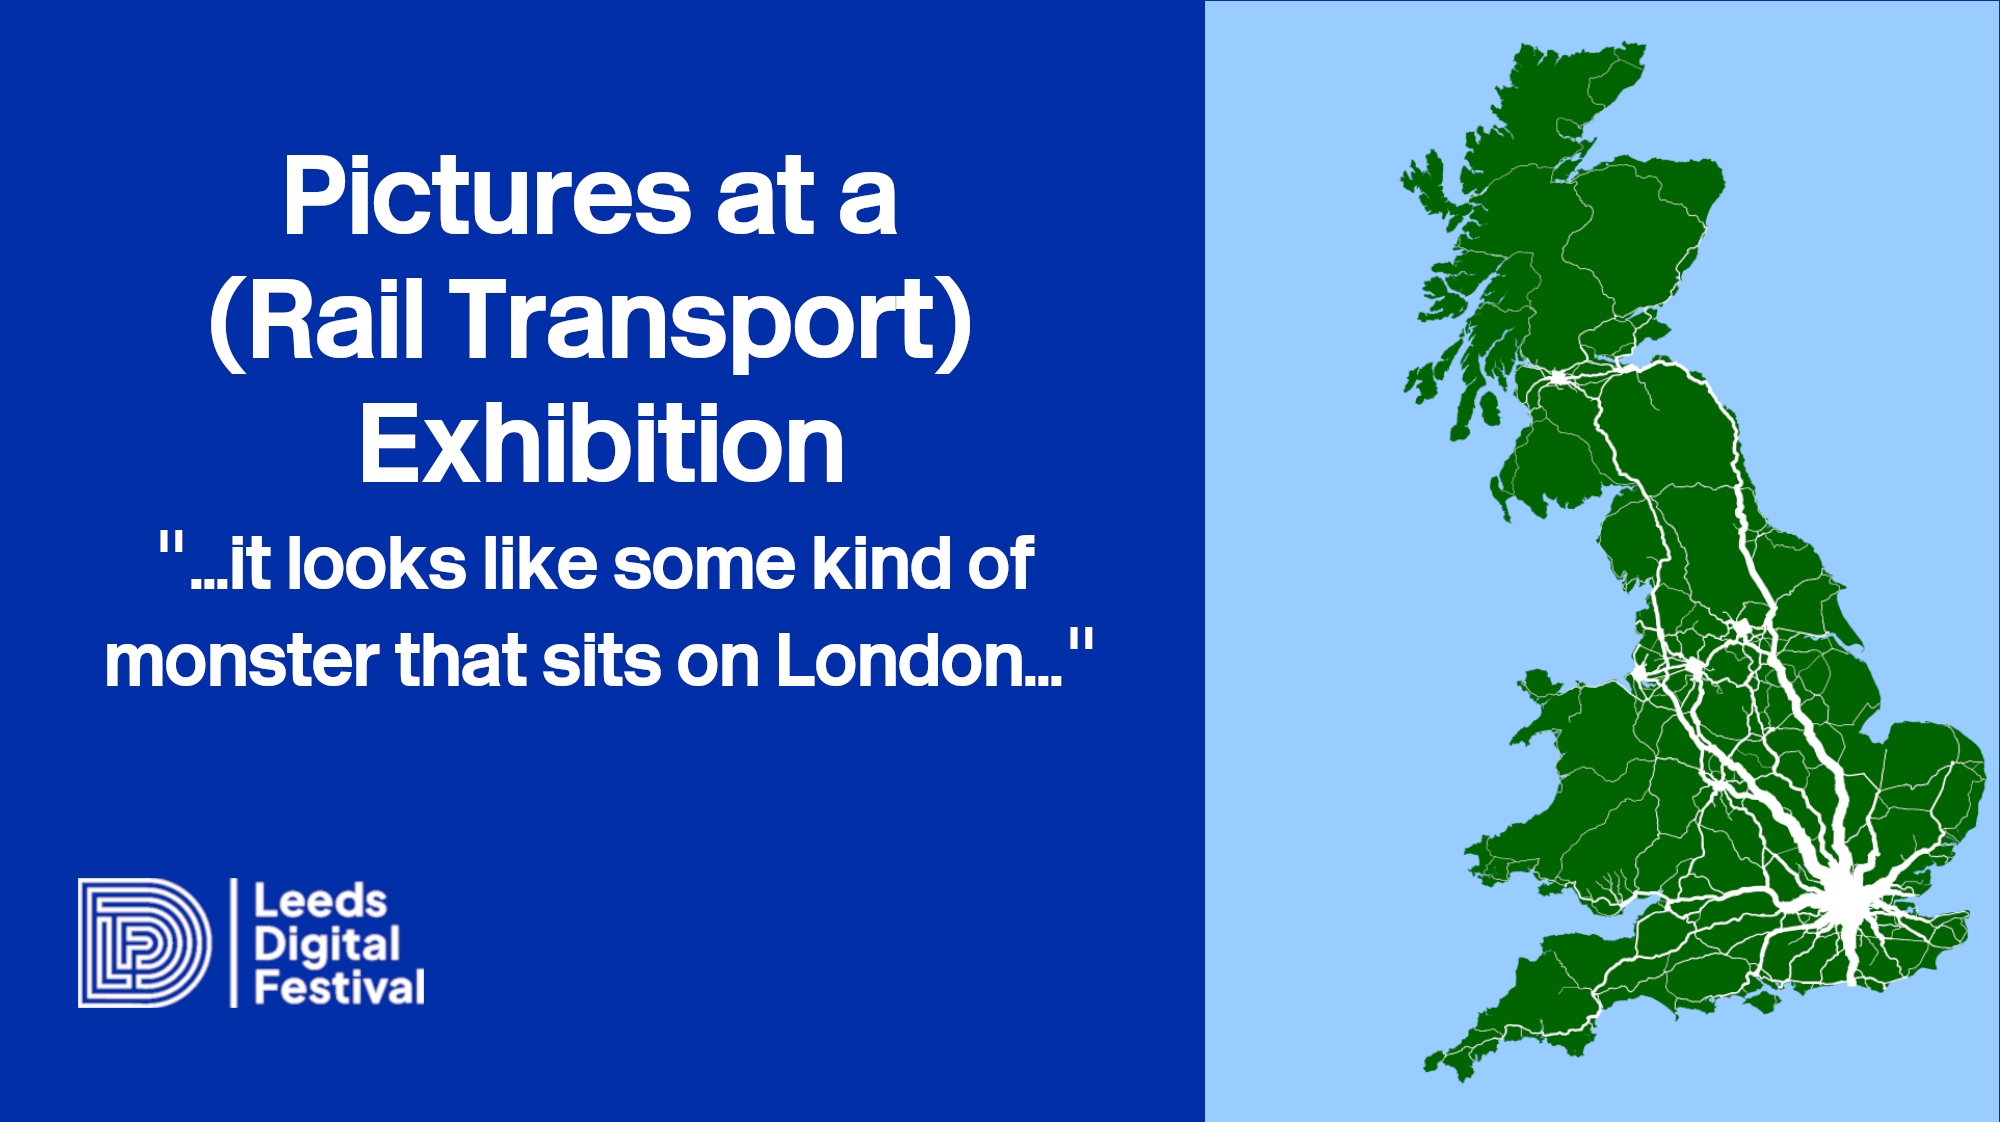 Pictures at a
(Rail Transport)
Exhibition
"...it looks like some kind of
monster that sits on London..."
Leeds
Digital
Festival